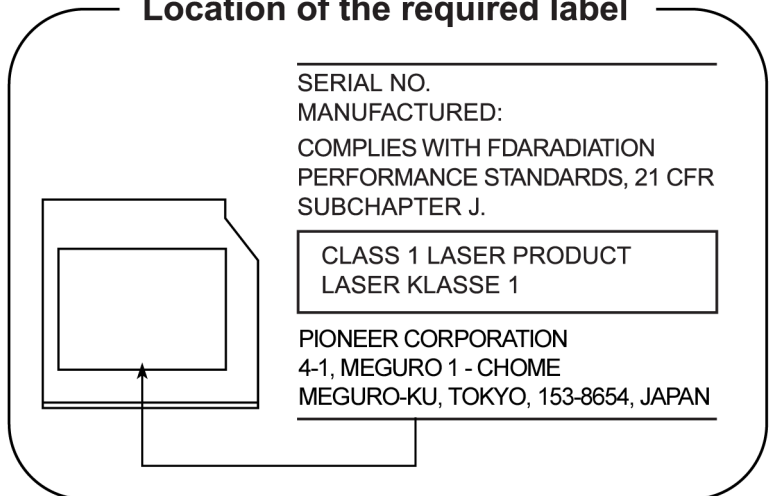 Location of the required label
SERIAL NO.
MANUFACTURED:
COMPLIES WITH FDARADIATION
PERFORMANCE STANDARDS, 21 CFR
SUBCHAPTER J.
CLASS 1 LASER PRODUCT
LASER KLASSE 1
PIONEER CORPORATION
4-1, MEGURO 1 - CHOME
MEGURO-KU, TOKYO, 153-8654, JAPAN